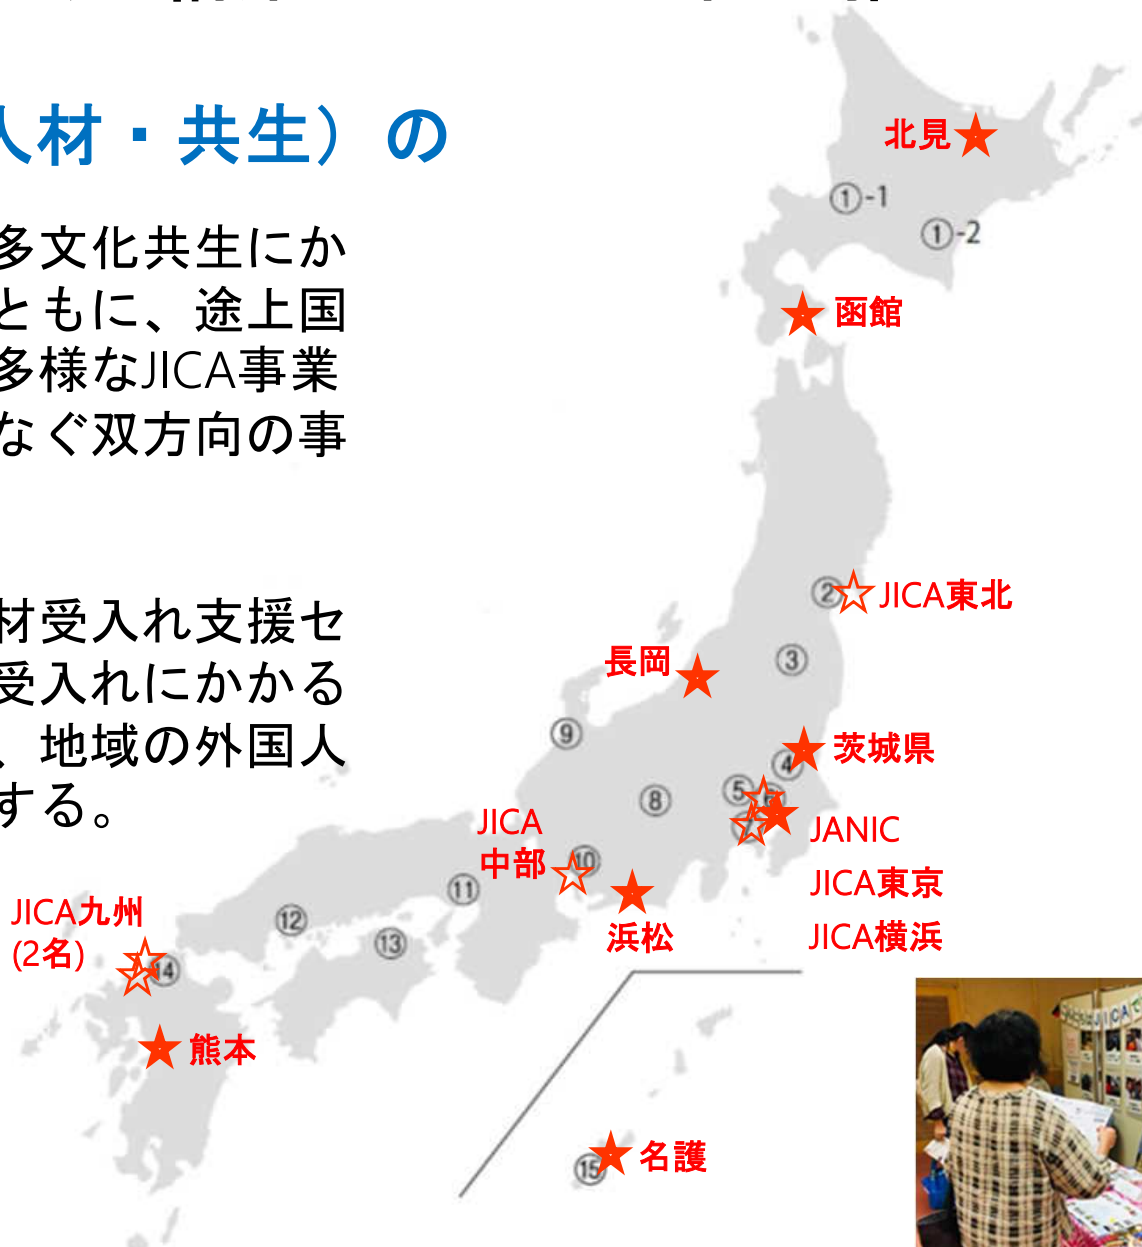 人材・共生）の
多文化共生にか
ともに、途上国
多様なJICA事業
なぐ双方向の事
材受入れ支援セ
受入れにかかる
、地域の外国人
する。
北見
①-1
①-2
函館
②
JICA東北
長岡
③
⑨
茨城県
④
⑤
⑥
⑧
⑦
JICA
中部
⑩
JANIC
JICA東京
JICA横浜
⑪
浜松
⑫
⑬
JICA九州
(2名)
⑭
熊本
⑮
名護
JICA